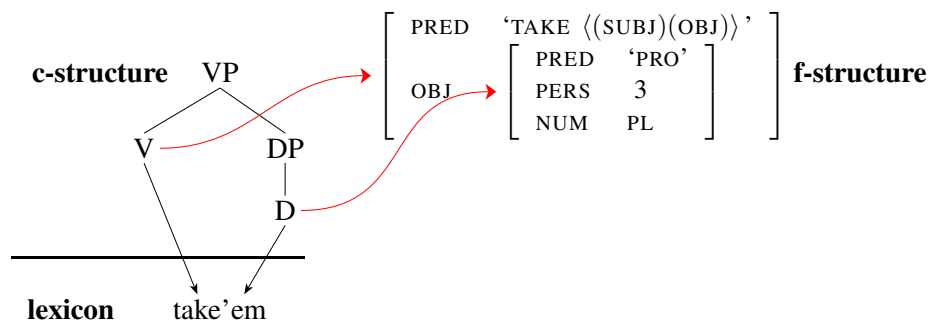 PRED ‘TAKE ⟨(SUBJ)(OBJ)⟩ ’
c-structure VP PRED ‘PRO’ f-structure
OBJ PERS 3
NUM PL
V DP
D
lexicon take’em